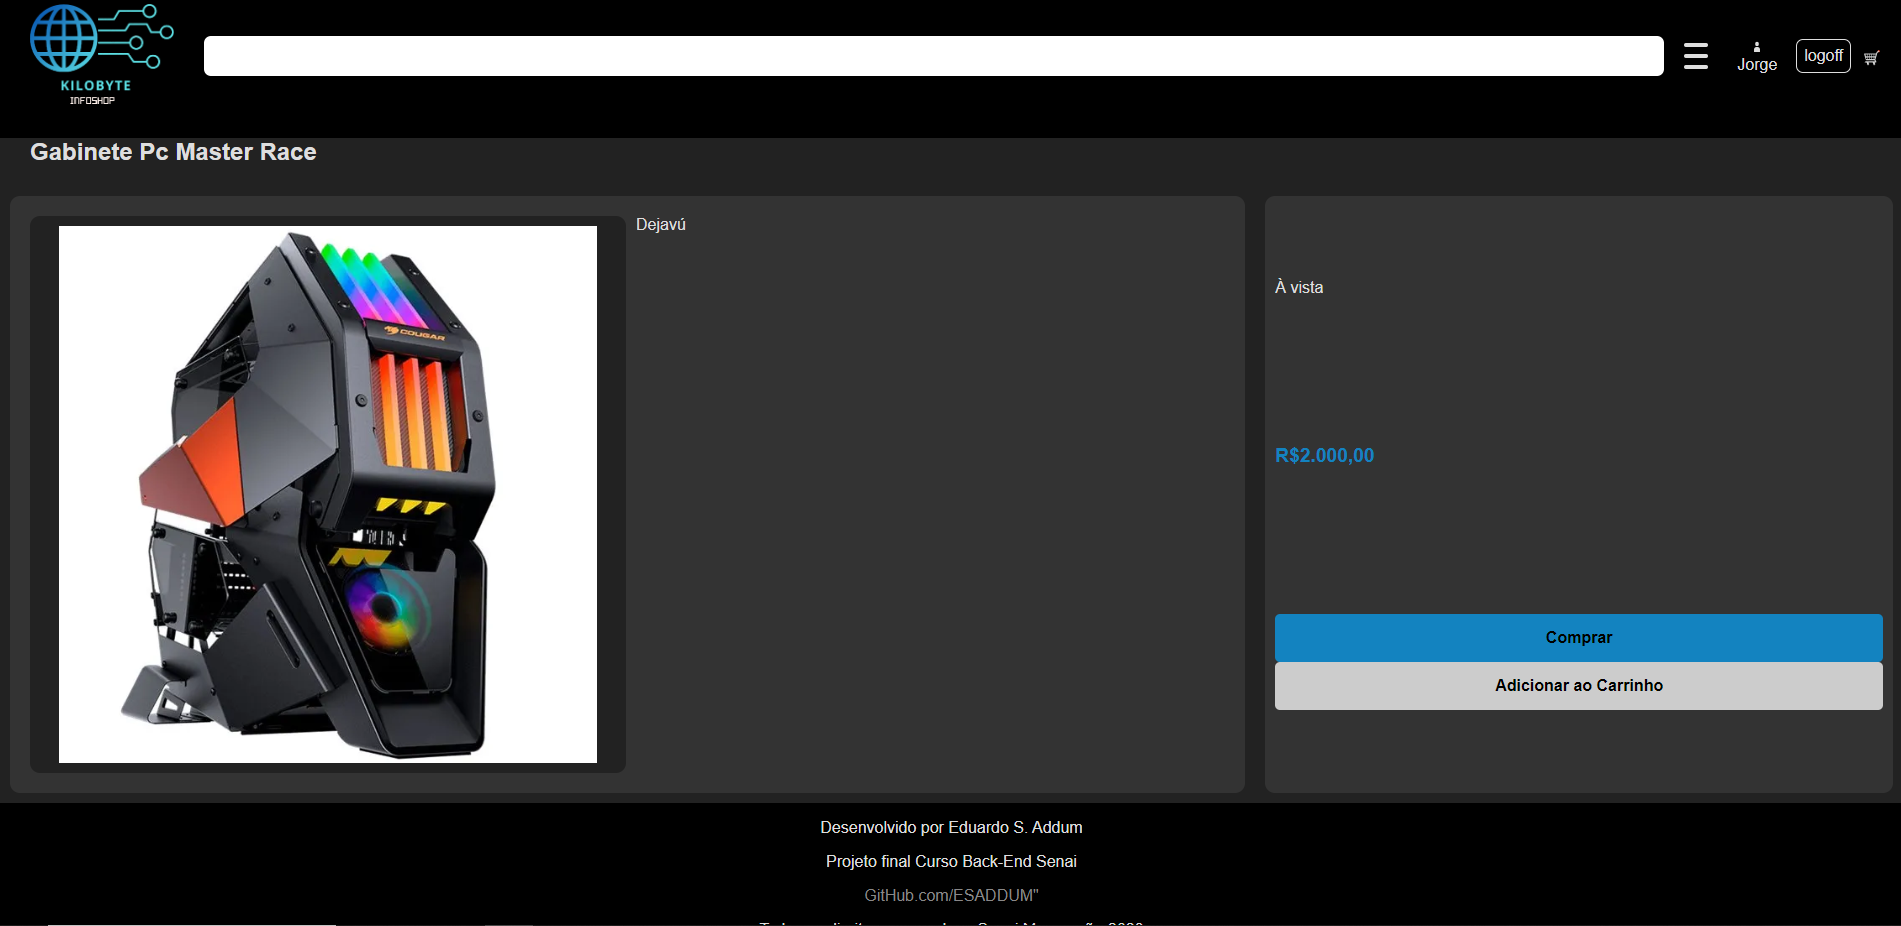 KILOBYTE
INFOSHOP
Jorge
logoff
Gabinete Pc Master Race
COUGAR
Dejavú
À vista
R$2.000,00
Comprar
Adicionar ao Carrinho
Desenvolvido por Eduardo S. Addum
Projeto final Curso Back-End Senai
GitHub.com/ESADDUM"